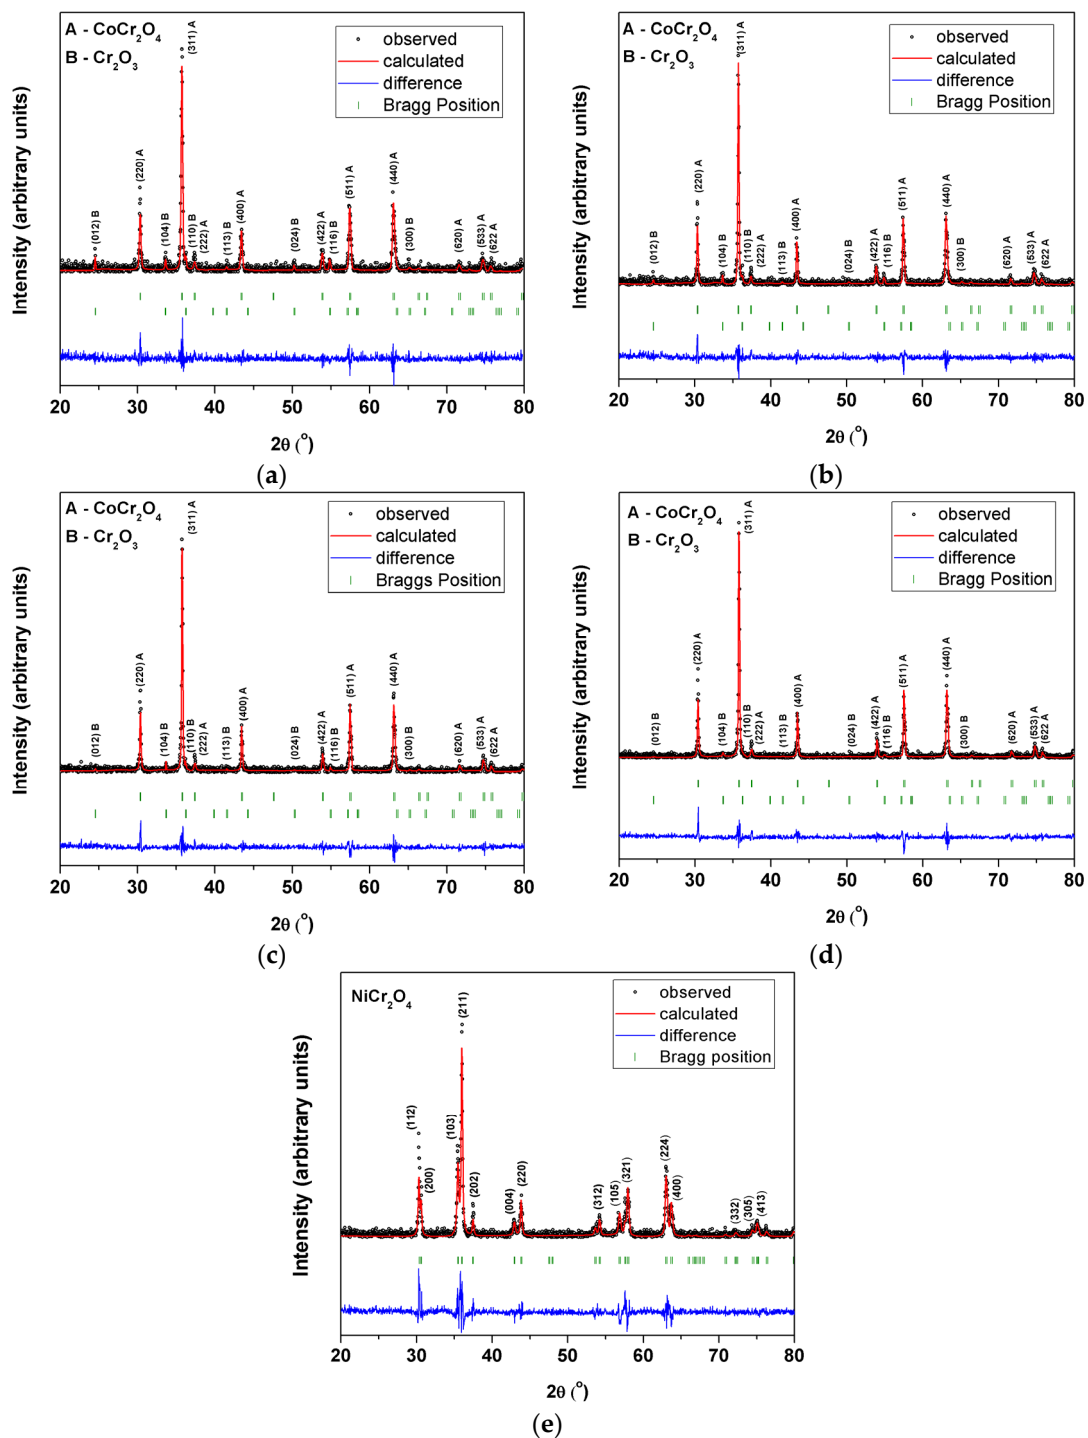 A - CoCr₂O₄
B - Cr₂O₃
observed
calculated
difference
Bragg Position
(012) B
(220) A
(104) B
(311) A
(110) B
(222) A
(113) B
(400) A
(024) B
(422) A
(116) B
(511) A
(440) A
(300) B
(620) A
(533) A
(622) A
Intensity (arbitrary units)
20 30 40 50 60 70 80
2θ (°)
(a)
A - CoCr₂O₄
B - Cr₂O₃
observed
calculated
difference
Bragg Position
(012) B
(220) A
(104) B
(311) A
(110) B
(222) A
(113) B
(400) A
(024) B
(422) A
(116) B
(511) A
(440) A
(300) B
(620) A
(533) A
(622) A
Intensity (arbitrary units)
20 30 40 50 60 70 80
2θ (°)
(b)
A - CoCr₂O₄
B - Cr₂O₃
observed
calculated
difference
Braggs Position
(012) B
(220) A
(104) B
(311) A
(110) B
(222) A
(113) B
(400) A
(024) B
(422) A
(116) B
(511) A
(440) A
(300) B
(620) A
(533) A
(622) A
Intensity (arbitrary units)
20 30 40 50 60 70 80
2θ (°)
(c)
A - CoCr₂O₄
B - Cr₂O₃
observed
calculated
difference
Bragg Position
(012) B
(220) A
(104) B
(311) A
(110) B
(222) A
(113) B
(400) A
(024) B
(422) A
(116) B
(511) A
(440) A
(300) B
(620) A
(533) A
(622) A
Intensity (arbitrary units)
20 30 40 50 60 70 80
2θ (°)
(d)
NiCr₂O₄
observed
calculated
difference
Bragg position
(112)
(200)
(103)
(211)
(202)
(004)
(220)
(312)
(105)
(321)
(224)
(400)
(332)
(305)
(413)
Intensity (arbitrary units)
20 30 40 50 60 70 80
2θ (°)
(e)